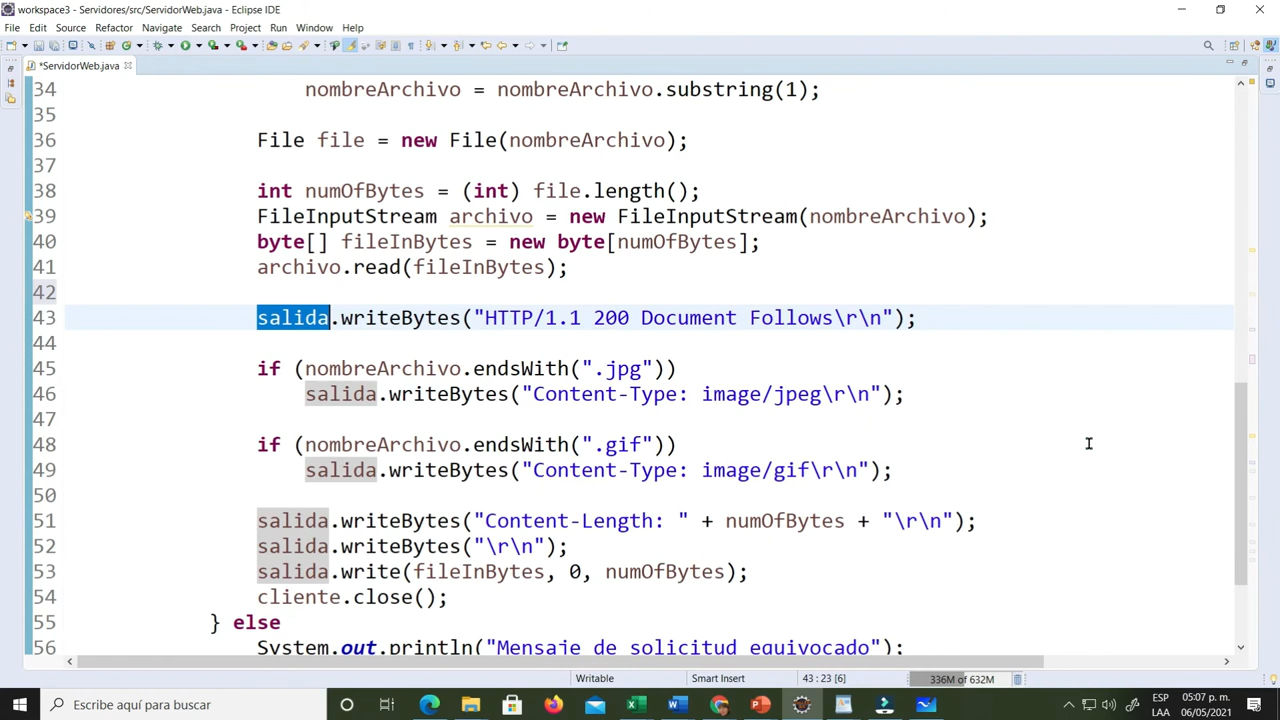 workspace3 - Servidores/src/ServidorWeb.java - Eclipse IDE
File Edit Source Refactor Navigate Search Project Run Window Help
*ServidorWeb.java
34 nombreArchivo = nombreArchivo.substring(1);
35
36 File file = new File(nombreArchivo);
37
38 int numOfBytes = (int) file.length();
39 FileInputStream archivo = new FileInputStream(nombreArchivo);
40 byte[] fileInBytes = new byte[numOfBytes];
41 archivo.read(fileInBytes);
42
43 salida.writeBytes("HTTP/1.1 200 Document Follows\r\n");
44
45 if (nombreArchivo.endsWith(".jpg"))
46 salida.writeBytes("Content-Type: image/jpeg\r\n");
47
48 if (nombreArchivo.endsWith(".gif"))
49 salida.writeBytes("Content-Type: image/gif\r\n");
50
51 salida.writeBytes("Content-Length: " + numOfBytes + "\r\n");
52 salida.writeBytes("\r\n");
53 salida.write(fileInBytes, 0, numOfBytes);
54 cliente.close();
55 } else
56 System.out.println("Mensaje de solicitud equivocado");
Writable Smart Insert 43 : 23 [6] 336M of 632M
Escribe aquí para buscar
ESP 05:07 p. m.
LAA 06/05/2021